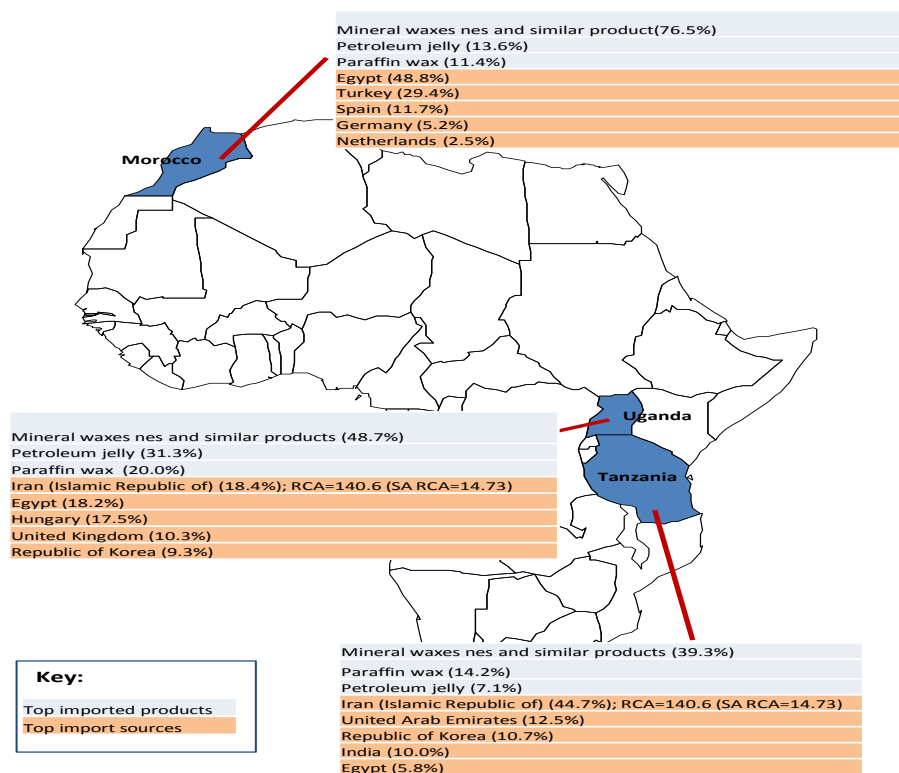 Mineral waxes nes and similar product(76.5%)
Petroleum jelly (13.6%)
Paraffin wax (11.4%)
Egypt (48.8%)
Turkey (29.4%)
Spain (11.7%)
Germany (5.2%)
Netherlands (2.5%)
Morocco
Uganda
Mineral waxes nes and similar products (48.7%)
Petroleum jelly (31.3%)
Paraffin wax (20.0%)
Iran (Islamic Republic of) (18.4%); RCA=140.6 (SA RCA=14.73)
Egypt (18.2%)
Hungary (17.5%)
United Kingdom (10.3%)
Republic of Korea (9.3%)
Tanzania
Mineral waxes nes and similar products (39.3%)
Paraffin wax (14.2%)
Petroleum jelly (7.1%)
Iran (Islamic Republic of) (44.7%); RCA=140.6 (SA RCA=14.73)
United Arab Emirates (12.5%)
Republic of Korea (10.7%)
India (10.0%)
Egypt (5.8%)
Key:
Top imported products
Top import sources